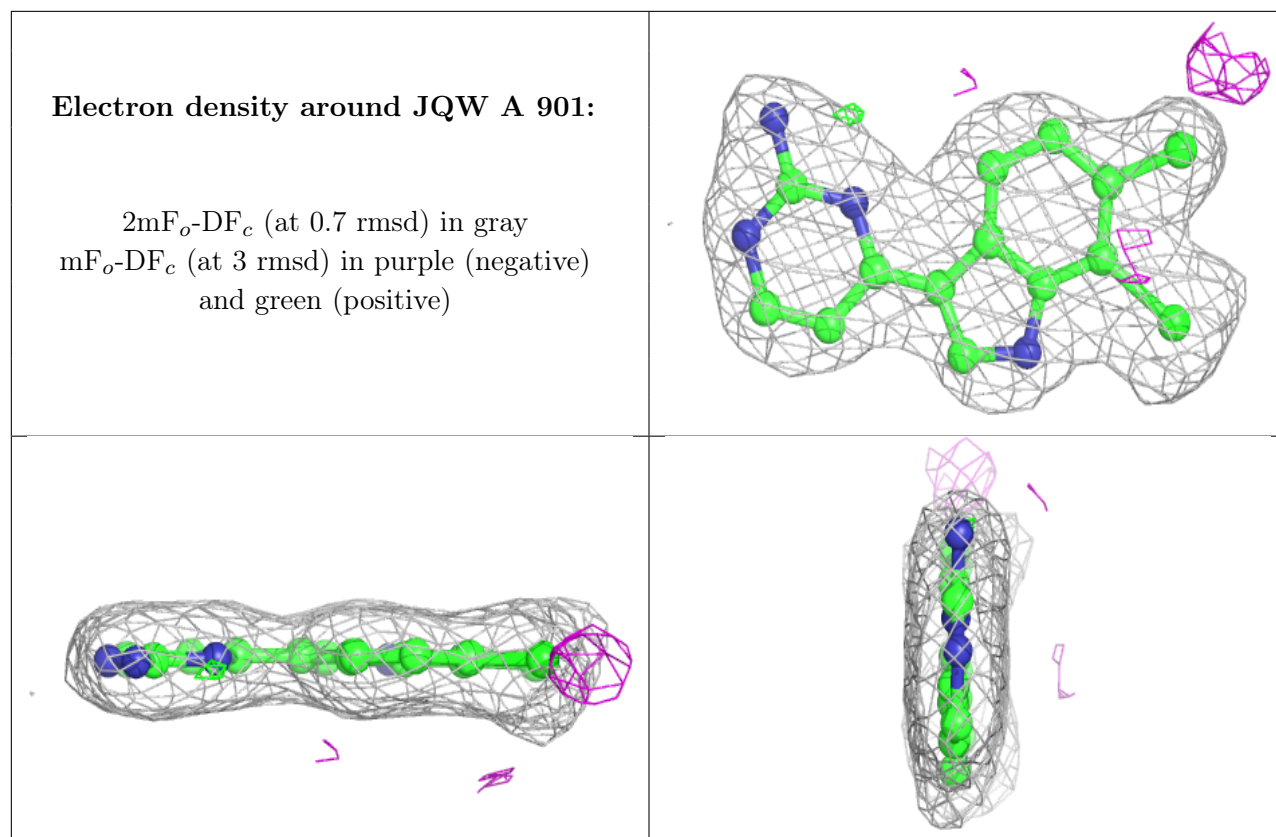 Electron density around JQW A 901:
2mFₒ-DF𝒸 (at 0.7 rmsd) in gray
mFₒ-DF𝒸 (at 3 rmsd) in purple (negative)
and green (positive)